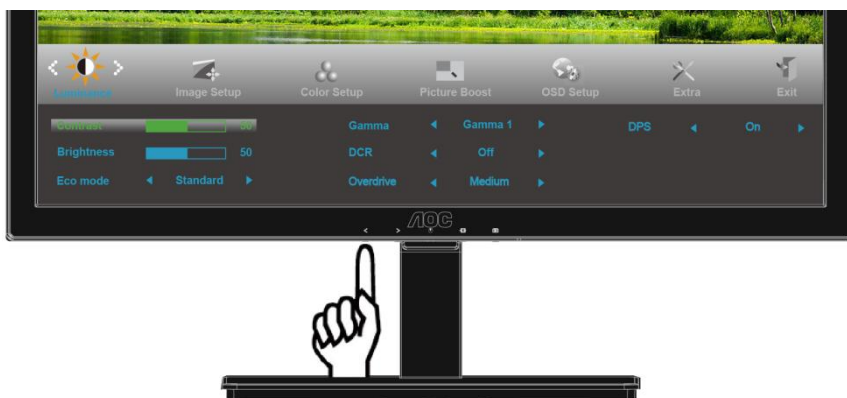 Luminance Image Setup Color Setup Picture Boost OSD Setup Extra Exit
Contrast 50 Gamma Gamma 1 DPS On
Brightness 50 DCR Off
Eco mode Standard Overdrive Medium
AOC